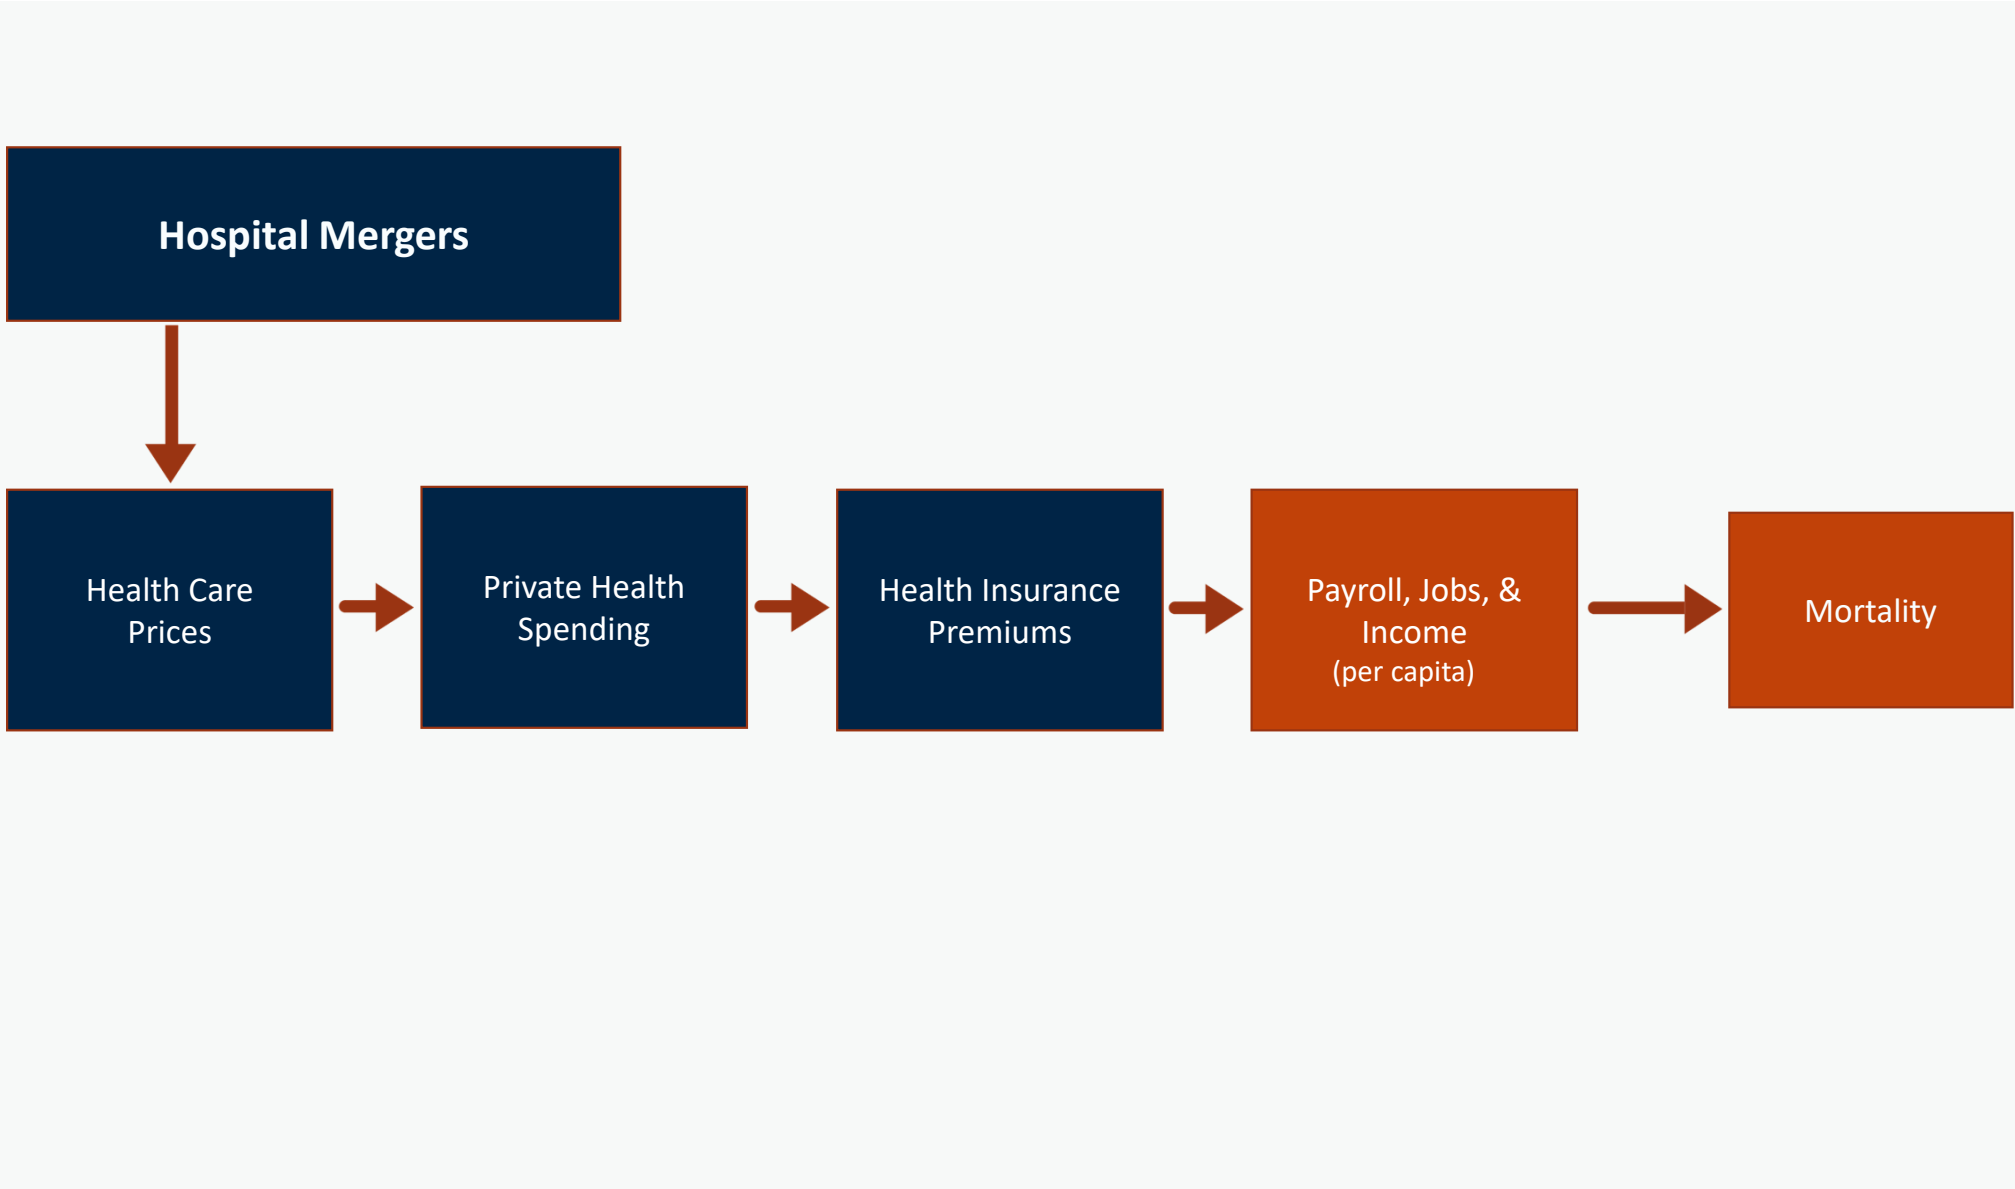 Hospital Mergers
Health Care
Prices
Private Health
Spending
Health Insurance
Premiums
Payroll, Jobs, &
Income
(per capita)
Mortality